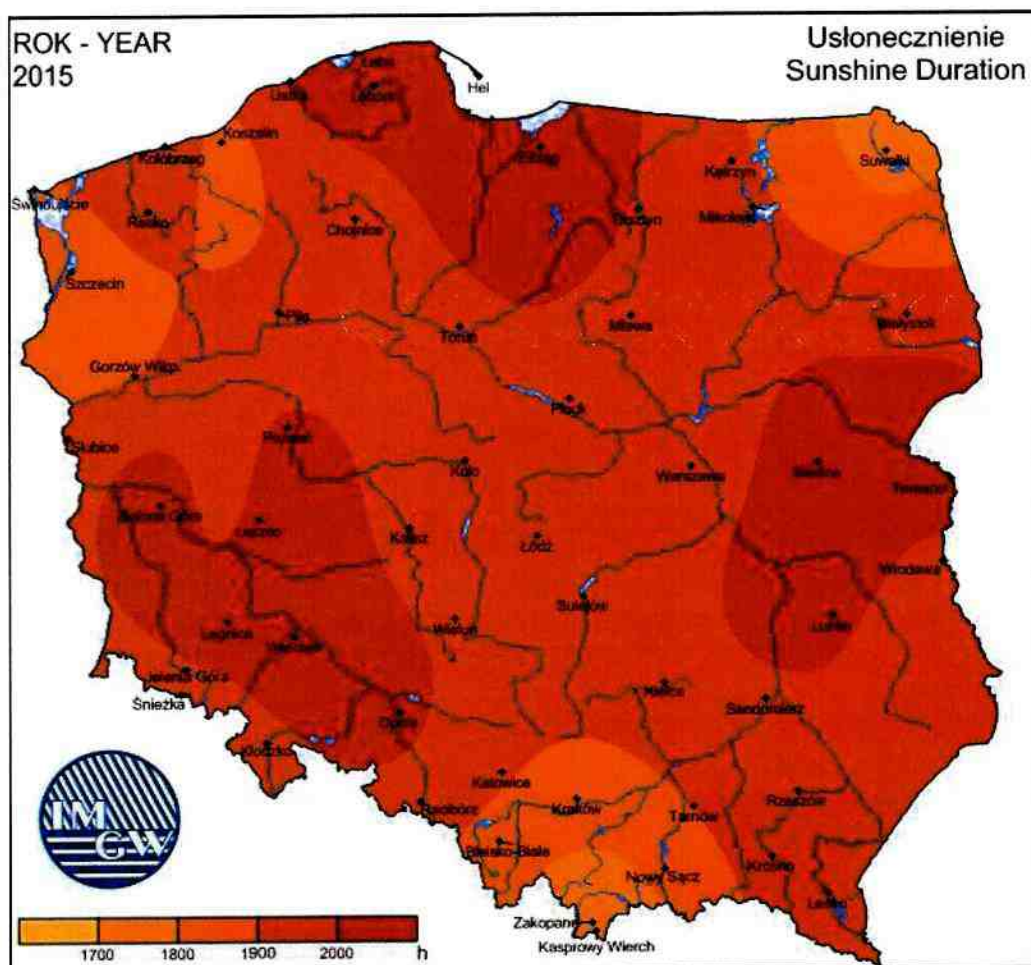 ROK - YEAR
2015
Usłonecznienie
Sunshine Duration
Łeba
Hel
Ustka
Lębork
Koszalin
Kołobrzeg
Elbląg
Suwałki
Kętrzyn
Świnoujście
Resko
Chojnice
Olsztyn
Mikołajki
Szczecin
Piła
Toruń
Mława
Białystok
Gorzów Wlkp.
Płock
Słubice
Poznań
Koło
Warszawa
Siedlce
Terespol
Zielona Góra
Leszno
Kalisz
Łódź
Włodawa
Sulejów
Legnica
Wrocław
Wieluń
Lublin
Jelenia Góra
Śnieżka
Kielce
Sandomierz
Opole
Kłodzko
Katowice
Racibórz
Kraków
Tarnów
Rzeszów
Bielsko-Biała
Nowy Sącz
Krosno
Lesko
Zakopane
Kasprowy Wierch
IM
GW
1700 1800 1900 2000 h